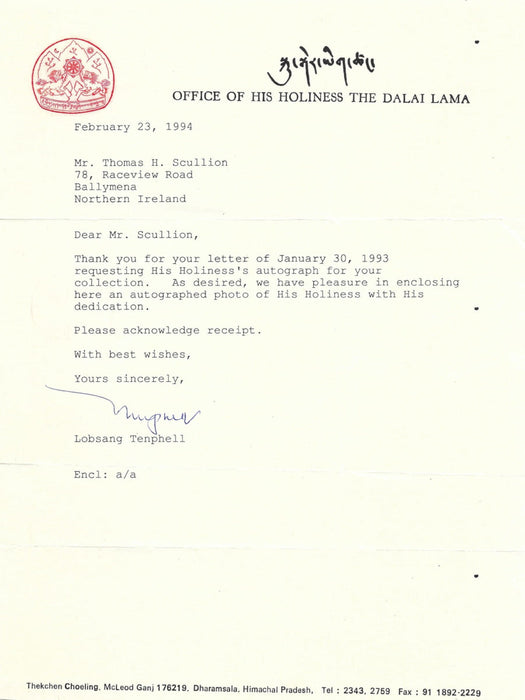 OFFICE OF HIS HOLINESS THE DALAI LAMA
February 23, 1994
Mr. Thomas H. Scullion
78, Raceview Road
Ballymena
Northern Ireland
Dear Mr. Scullion,
Thank you for your letter of January 30, 1993
requesting His Holiness's autograph for your
collection. As desired, we have pleasure in enclosing
here an autographed photo of His Holiness with His
dedication.
Please acknowledge receipt.
With best wishes,
Yours sincerely,
Lobsang Tenphell
Encl: a/a
Thekchen Choeling, McLeod Ganj 176219, Dharamsala, Himachal Pradesh, Tel : 2343, 2759 Fax : 91 1892-2229